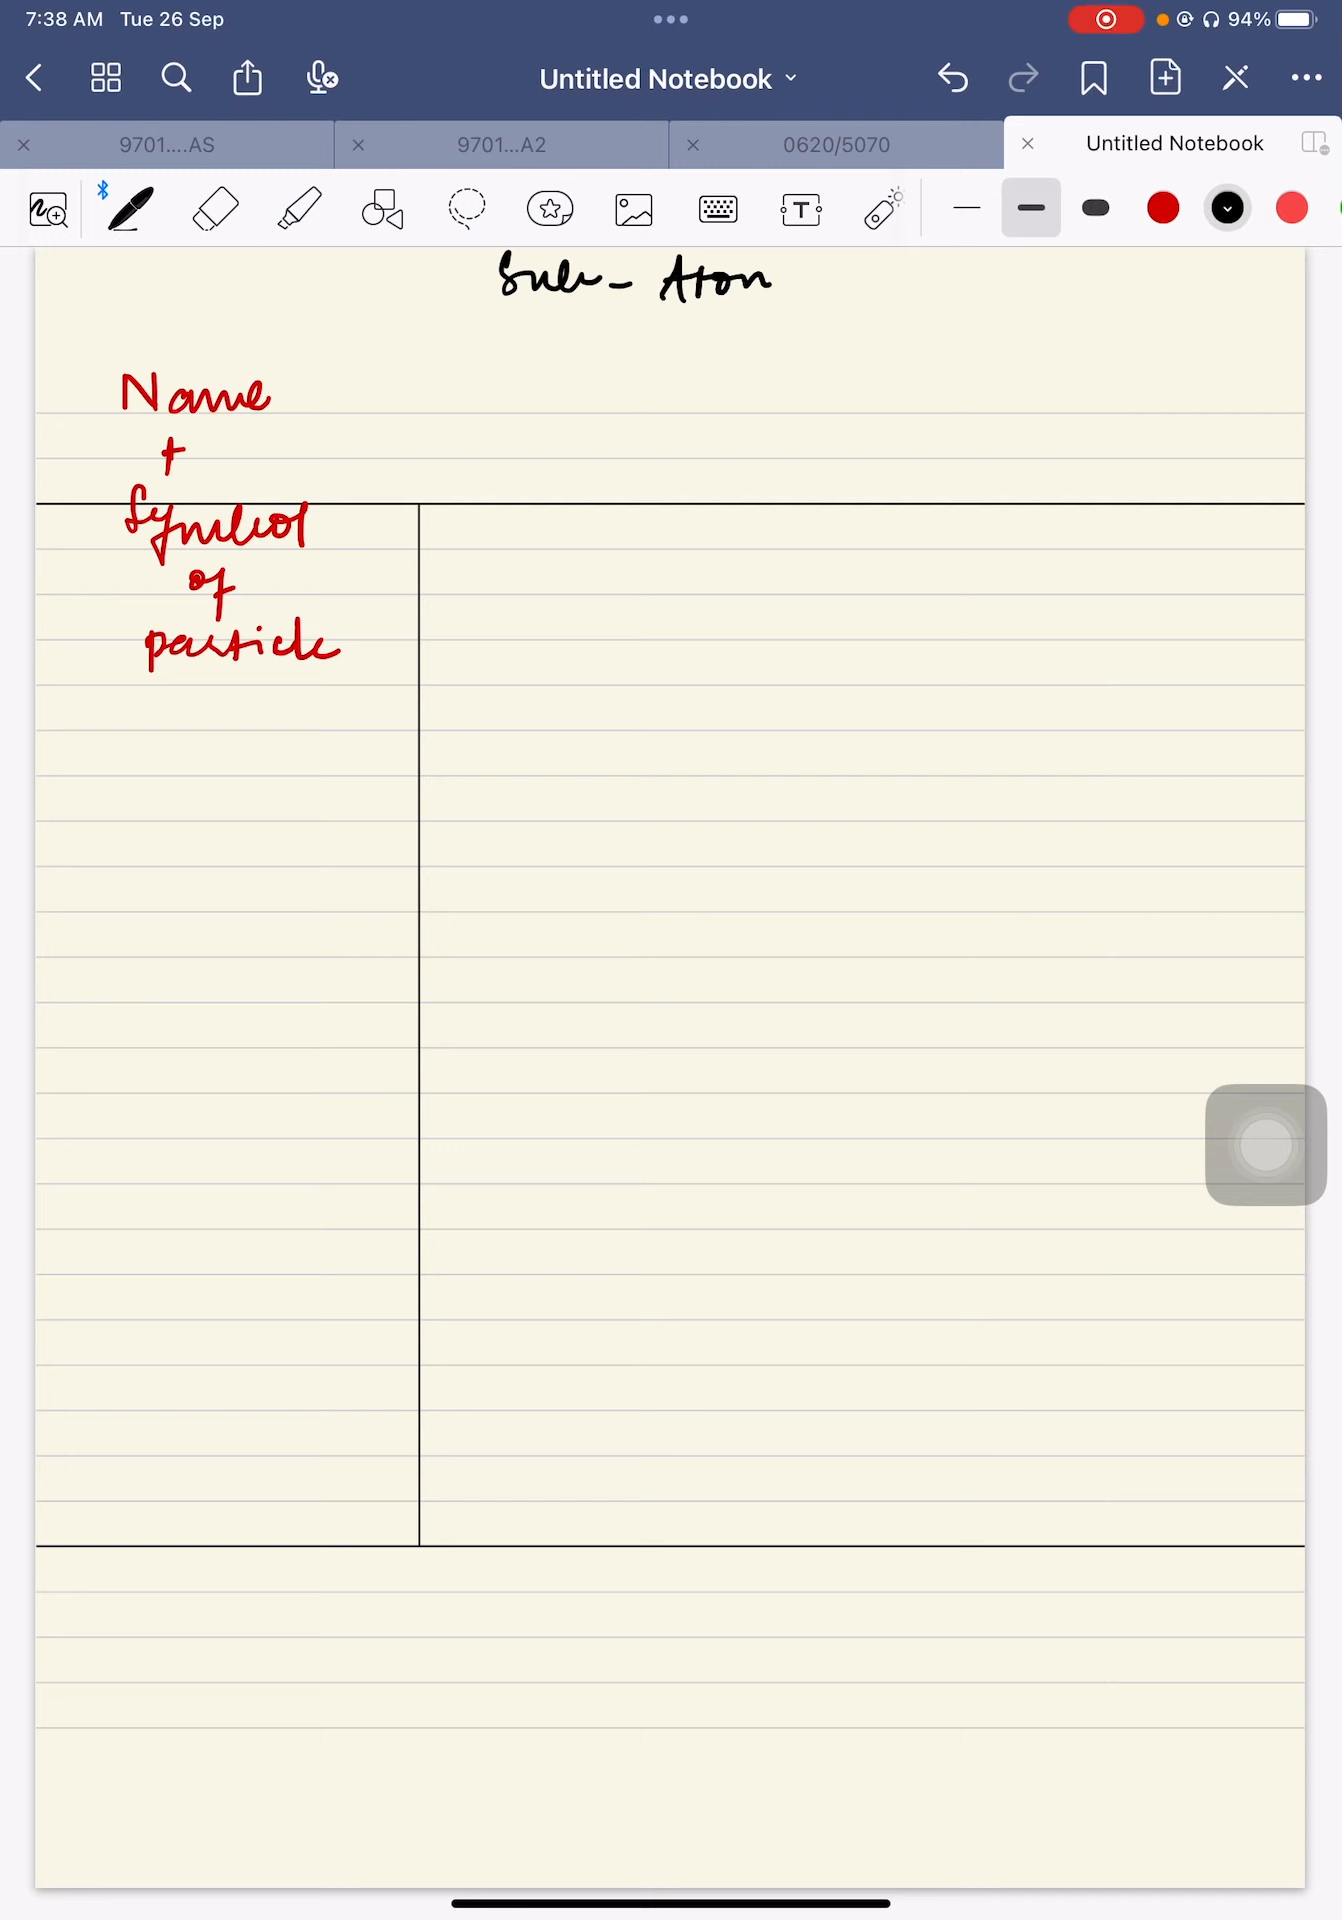 7:38 AM Tue 26 Sep
94%
Untitled Notebook
9701....AS
9701...A2
0620/5070
Untitled Notebook
T
Sub- Atom
Name
+
Symbol
of
particle